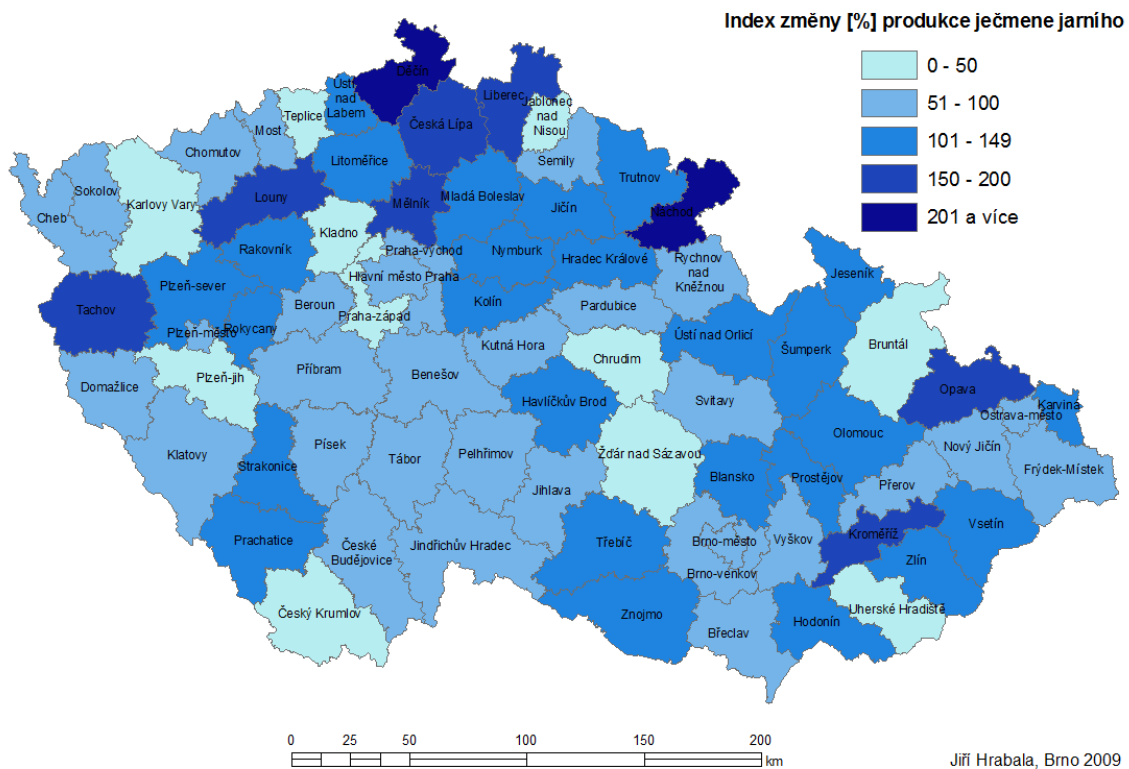 Index změny [%] produkce ječmene jarního
0 - 50
51 - 100
101 - 149
150 - 200
201 a více
Děčín
Ústí
nad
Labem
Liberec
Teplice
Jablonec
nad
Nisou
Česká Lípa
Most
Chomutov
Litoměřice
Semily
Trutnov
Sokolov
Karlovy Vary
Louny
Mělník
Mladá Boleslav
Jičín
Náchod
Cheb
Kladno
Rakovník
Praha-východ
Nymburk
Hradec Králové
Rychnov
nad
Kněžnou
Jeseník
Hlavní město Praha
Plzeň-sever
Tachov
Beroun
Kolín
Pardubice
Praha-západ
Rokycany
Plzeň-město
Kutná Hora
Ústí nad Orlicí
Šumperk
Bruntál
Chrudim
Plzeň-jih
Příbram
Benešov
Domažlice
Opava
Havlíčkův Brod
Svitavy
Karviná
Ostrava-město
Olomouc
Nový Jičín
Klatovy
Písek
Tábor
Pelhřimov
Žďár nad Sázavou
Frýdek-Místek
Strakonice
Jihlava
Blansko
Prostějov
Přerov
Vsetín
Prachatice
České
Budějovice
Jindřichův Hradec
Třebíč
Brno-město
Vyškov
Kroměříž
Zlín
Brno-venkov
Český Krumlov
Znojmo
Břeclav
Hodonín
Uherské Hradiště
0 25 50 100 150 200
km
Jiří Hrabala, Brno 2009